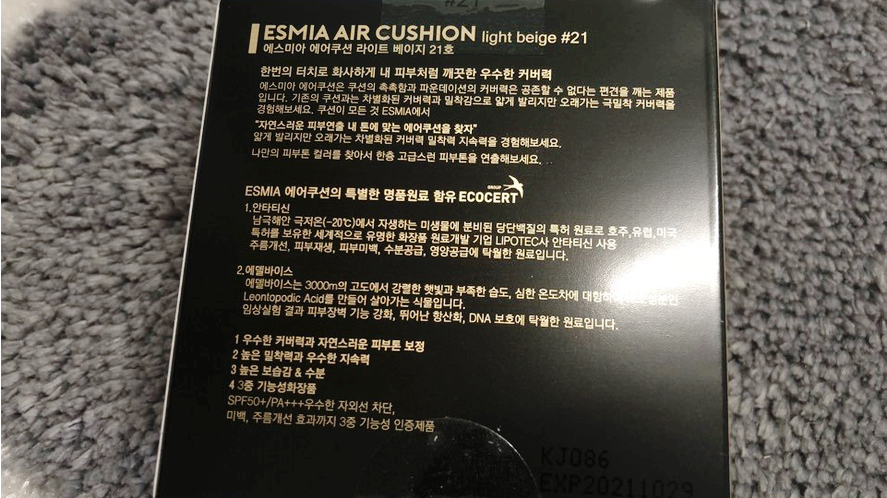 #21
ESMIA AIR CUSHION light beige #21
에스미아 에어쿠션 라이트 베이지 21호
한번의 터치로 화사하게 내 피부처럼 깨끗한 우수한 커버력
에스미아 에어쿠션은 쿠션의 촉촉함과 파운데이션의 커버력은 공존할 수 없다는 편견을 깨는 제품
입니다. 기존의 쿠션과는 차별화된 커버력과 밀착감으로 얇게 발리지만 오래가는 극밀착 커버력을
경험해보세요. 쿠션이 모든 것 ESMIA에서
"자연스러운 피부연출 내 톤에 맞는 에어쿠션을 찾자"
얇게 발리지만 오래가는 차별화된 커버력 밀착력 지속력을 경험해보세요.
나만의 피부톤 컬러를 찾아서 한층 고급스런 피부톤을 연출해보세요.
ESMIA 에어쿠션의 특별한 명품원료 함유 ECOCERT GROUP
1.안타티신
남극해안 극저온(-20℃)에서 자생하는 미생물에 분비된 당단백질의 특허 원료로 호주,유럽,미국
특허를 보유한 세계적으로 유명한 화장품 원료개발 기업 LIPOTEC사 안타티신 사용
주름개선, 피부재생, 피부미백, 수분공급, 영양공급에 탁월한 원료입니다.
2.에델바이스
에델바이스는 3000m의 고도에서 강렬한 햇빛과 부족한 습도, 심한 온도차에 대항하
Leontopodic Acid를 만들어 살아가는 식물입니다.
임상실험 결과 피부장벽 기능 강화, 뛰어난 항산화, DNA 보호에 탁월한 원료입니다.
1 우수한 커버력과 자연스러운 피부톤 보정
2 높은 밀착력과 우수한 지속력
3 높은 보습감 & 수분
4 3중 기능성화장품
SPF50+/PA+++우수한 자외선 차단,
미백, 주름개선 효과까지 3중 기능성 인증제품
KJ086
EXP20211029